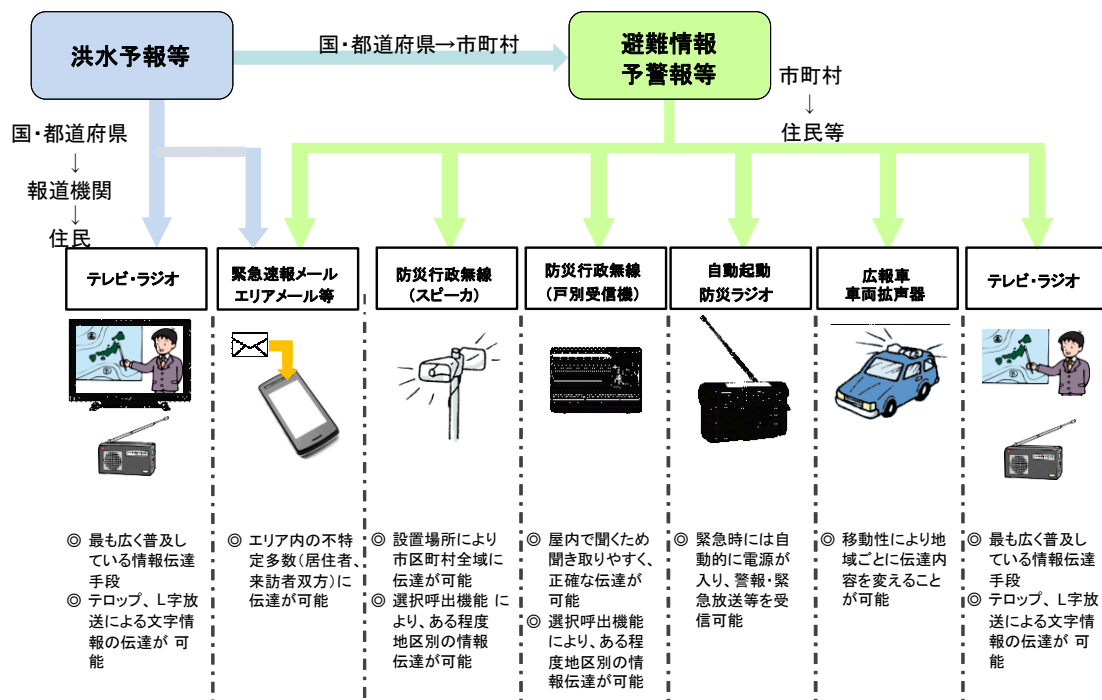 洪水予報等
国・都道府県→市町村
避難情報
予警報等
市町村
↓
住民等
国・都道府県
↓
報道機関
↓
住民
テレビ・ラジオ
緊急速報メール
エリアメール等
防災行政無線
(スピーカ)
防災行政無線
(戸別受信機)
自動起動
防災ラジオ
広報車
車両拡声器
テレビ・ラジオ
◎ 最も広く普及し
ている情報伝達
手段
◎ テロップ、L字放
送による文字情
報の伝達が 可
能
◎ エリア内の不特
定多数(居住者、
来訪者双方)に
伝達が可能
◎ 設置場所により
市区町村全域に
伝達が可能
◎ 選択呼出機能 に
より、ある程度
地区別の情報
伝達が可能
◎ 屋内で聞くため
聞き取りやすく、
正確な伝達が
可能
◎ 選択呼出機能
により、ある程
度地区別の情
報伝達が可能
◎ 緊急時には自
動的に電源が
入り、警報・緊
急放送等を受
信可能
◎ 移動性により地
域ごとに伝達内
容を変えること
が可能
◎ 最も広く普及し
ている情報伝達
手段
◎ テロップ、L字放
送による文字情
報の伝達が 可
能